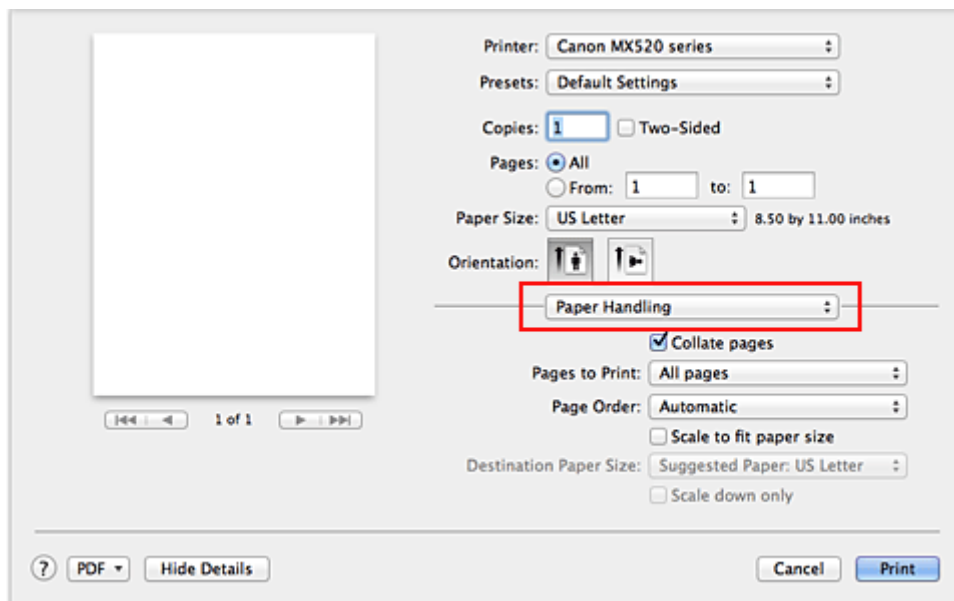 Printer: Canon MX520 series
Presets: Default Settings
Copies: 1 Two-Sided
Pages: All
From: 1 to: 1
Paper Size: US Letter 8.50 by 11.00 inches
Orientation:
Paper Handling
Collate pages
Pages to Print: All pages
1 of 1
Page Order: Automatic
Scale to fit paper size
Destination Paper Size: Suggested Paper: US Letter
Scale down only
? PDF Hide Details Cancel Print